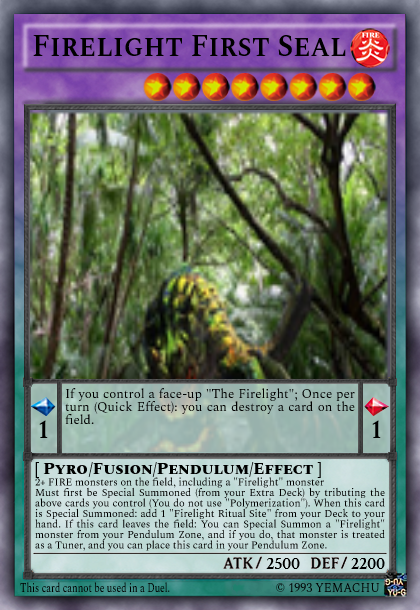 FIRELIGHT FIRST SEAL
FIRE
炎
If you control a face-up "The Firelight"; Once per
turn (Quick Effect): you can destroy a card on the
field.
1
1
[ PYRO/FUSION/PENDULUM/EFFECT ]
2+ FIRE monsters on the field, including a "Firelight" monster
Must first be Special Summoned (from your Extra Deck) by tributing the
above cards you control (You do not use "Polymerization"). When this card
is Special Summoned: add 1 "Firelight Ritual Site" from your Deck to your
hand. If this card leaves the field: You can Special Summon a "Firelight"
monster from your Pendulum Zone, and if you do, that monster is treated
as a Tuner, and you can place this card in your Pendulum Zone.
ATK / 2500 DEF / 2200
This card cannot be used in a Duel.
© 1993 YEMACHU